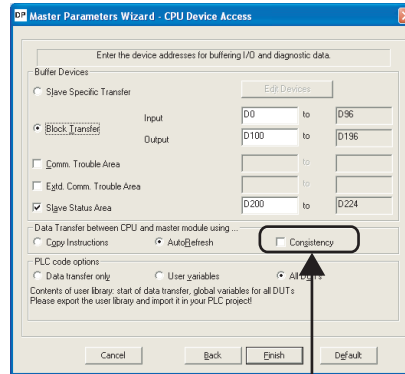 DP Master Parameters Wizard - CPU Device Access
Enter the device addresses for buffering I/O and diagnostic data.
Buffer Devices
Slave Specific Transfer Edit Devices
Block Transfer
Input D0 to D96
Output D100 to D196
Comm. Trouble Area to
Extd. Comm. Trouble Area to
Slave Status Area D200 to D224
Data Transfer between CPU and master module using ...
Copy Instructions AutoRefresh Consistency
PLC code options
Data transfer only User variables All DUTs
Contents of user library: start of data transfer, global variables for all DUTs
Please export the user library and import it in your PLC project!
Cancel Back Finish Default